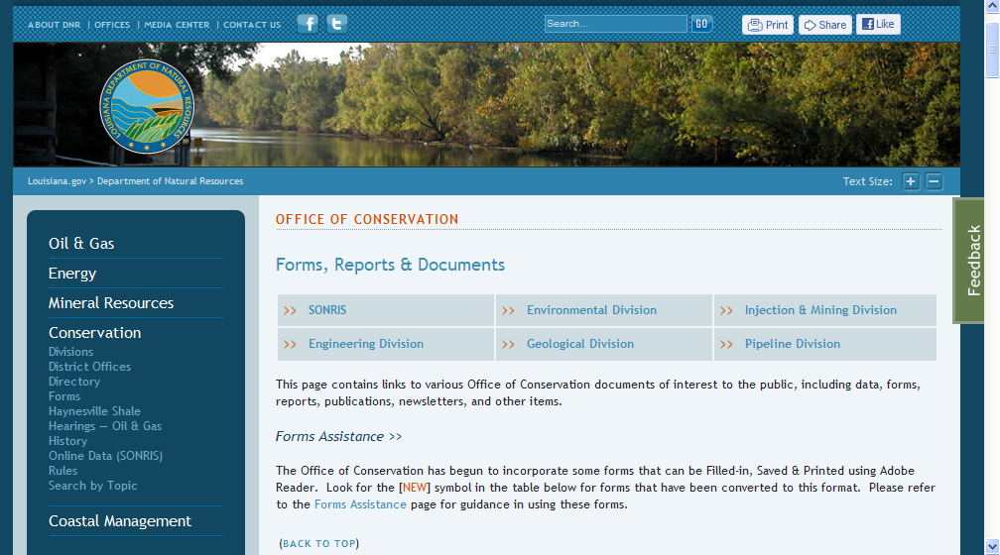 ABOUT DNR | OFFICES | MEDIA CENTER | CONTACT US
f t Search... GO Print Share Like
LOUISIANA DEPARTMENT OF NATURAL RESOURCES
Louisiana.gov > Department of Natural Resources Text Size: + −
Feedback
Oil & Gas
Energy
Mineral Resources
Conservation
Divisions
District Offices
Directory
Forms
Haynesville Shale
Hearings — Oil & Gas
History
Online Data (SONRIS)
Rules
Search by Topic
Coastal Management
OFFICE OF CONSERVATION
Forms, Reports & Documents
>> SONRIS >> Environmental Division >> Injection & Mining Division
>> Engineering Division >> Geological Division >> Pipeline Division
This page contains links to various Office of Conservation documents of interest to the public, including data, forms,
reports, publications, newsletters, and other items.
Forms Assistance >>
The Office of Conservation has begun to incorporate some forms that can be Filled-in, Saved & Printed using Adobe
Reader. Look for the [NEW] symbol in the table below for forms that have been converted to this format. Please refer
to the Forms Assistance page for guidance in using these forms.
(BACK TO TOP)